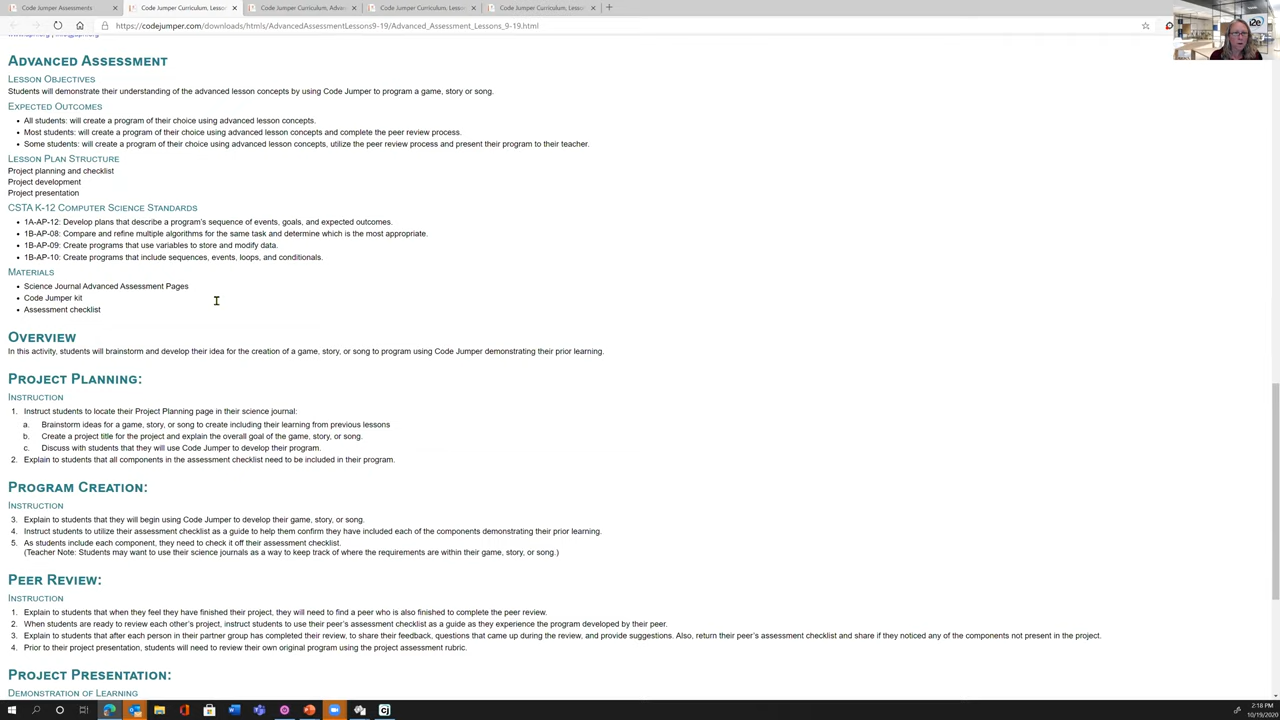 Code Jumper Assessments
Code Jumper Curriculum, Lesson
Code Jumper Curriculum, Advan
Code Jumper Curriculum, Lesson
Code Jumper Curriculum, Lesson
https://codejumper.com/downloads/htmls/AdvancedAssessmentLessons9-19/Advanced_Assessment_Lessons_9-19.html
i2e
ADVANCED ASSESSMENT
LESSON OBJECTIVES
Students will demonstrate their understanding of the advanced lesson concepts by using Code Jumper to program a game, story or song.
EXPECTED OUTCOMES
• All students: will create a program of their choice using advanced lesson concepts.
• Most students: will create a program of their choice using advanced lesson concepts and complete the peer review process.
• Some students: will create a program of their choice using advanced lesson concepts, utilize the peer review process and present their program to their teacher.
LESSON PLAN STRUCTURE
Project planning and checklist
Project development
Project presentation
CSTA K-12 COMPUTER SCIENCE STANDARDS
• 1A-AP-12: Develop plans that describe a program's sequence of events, goals, and expected outcomes.
• 1B-AP-08: Compare and refine multiple algorithms for the same task and determine which is the most appropriate.
• 1B-AP-09: Create programs that use variables to store and modify data.
• 1B-AP-10: Create programs that include sequences, events, loops, and conditionals.
MATERIALS
• Science Journal Advanced Assessment Pages
• Code Jumper kit
• Assessment checklist
OVERVIEW
In this activity, students will brainstorm and develop their idea for the creation of a game, story, or song to program using Code Jumper demonstrating their prior learning.
PROJECT PLANNING:
INSTRUCTION
1. Instruct students to locate their Project Planning page in their science journal:
a. Brainstorm ideas for a game, story, or song to create including their learning from previous lessons
b. Create a project title for the project and explain the overall goal of the game, story, or song.
c. Discuss with students that they will use Code Jumper to develop their program.
2. Explain to students that all components in the assessment checklist need to be included in their program.
PROGRAM CREATION:
INSTRUCTION
3. Explain to students that they will begin using Code Jumper to develop their game, story, or song.
4. Instruct students to utilize their assessment checklist as a guide to help them confirm they have included each of the components demonstrating their prior learning.
5. As students include each component, they need to check it off their assessment checklist.
(Teacher Note: Students may want to use their science journals as a way to keep track of where the requirements are within their game, story, or song.)
PEER REVIEW:
INSTRUCTION
1. Explain to students that when they feel they have finished their project, they will need to find a peer who is also finished to complete the peer review.
2. When students are ready to review each other's project, instruct students to use their peer's assessment checklist as a guide as they experience the program developed by their peer.
3. Explain to students that after each person in their partner group has completed their review, to share their feedback, questions that came up during the review, and provide suggestions. Also, return their peer's assessment checklist and share if they noticed any of the components not present in the project.
4. Prior to their project presentation, students will need to review their own original program using the project assessment rubric.
PROJECT PRESENTATION:
DEMONSTRATION OF LEARNING
2:18 PM
10/19/2020